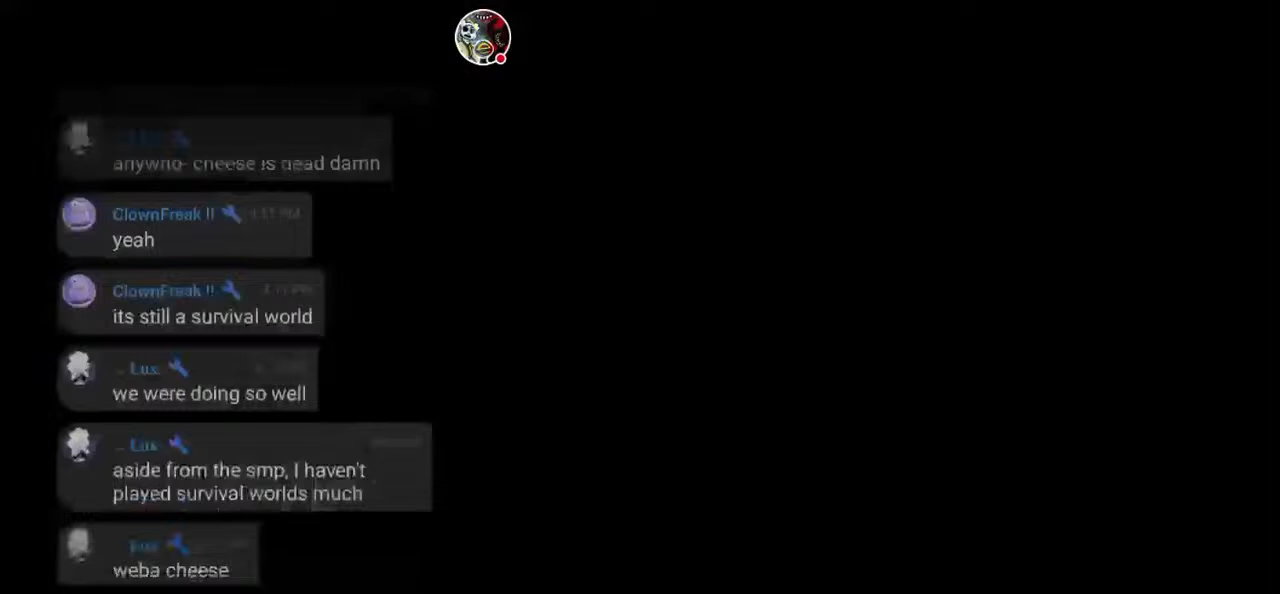 anywho- cheese is dead damn
ClownFreak !!
yeah
ClownFreak !!
its still a survival world
Lux
we were doing so well
Lux
aside from the smp, I haven't
played survival worlds much
Lux
weba cheese